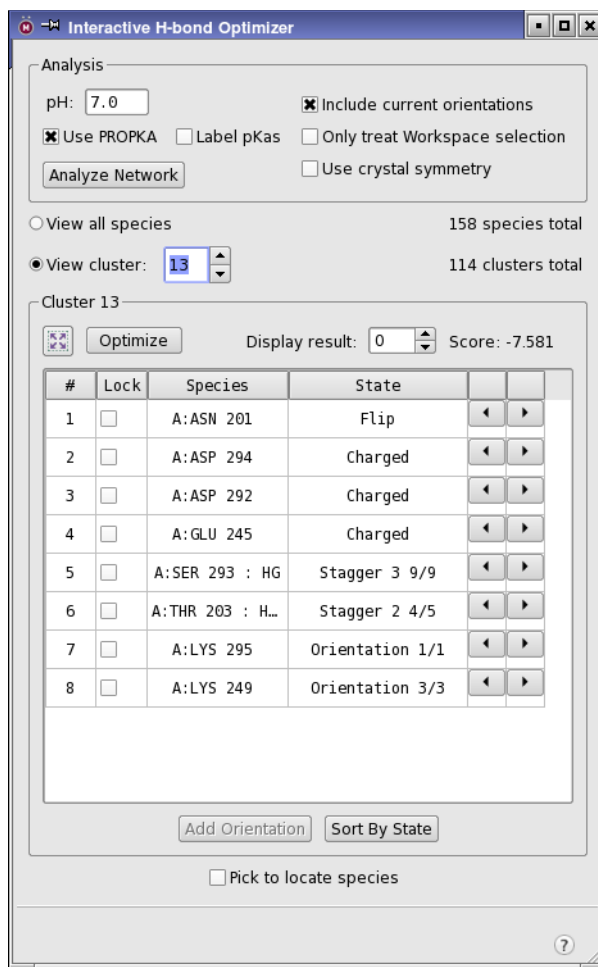 Interactive H-bond Optimizer
Analysis
pH: 7.0
Include current orientations
Use PROPKA Label pKas Only treat Workspace selection
Analyze Network Use crystal symmetry
View all species 158 species total
View cluster: 13 114 clusters total
Cluster 13
Optimize Display result: 0 Score: -7.581
# Lock Species State
1 A:ASN 201 Flip
2 A:ASP 294 Charged
3 A:ASP 292 Charged
4 A:GLU 245 Charged
5 A:SER 293 : HG Stagger 3 9/9
6 A:THR 203 : H… Stagger 2 4/5
7 A:LYS 295 Orientation 1/1
8 A:LYS 249 Orientation 3/3
Add Orientation Sort By State
Pick to locate species
?